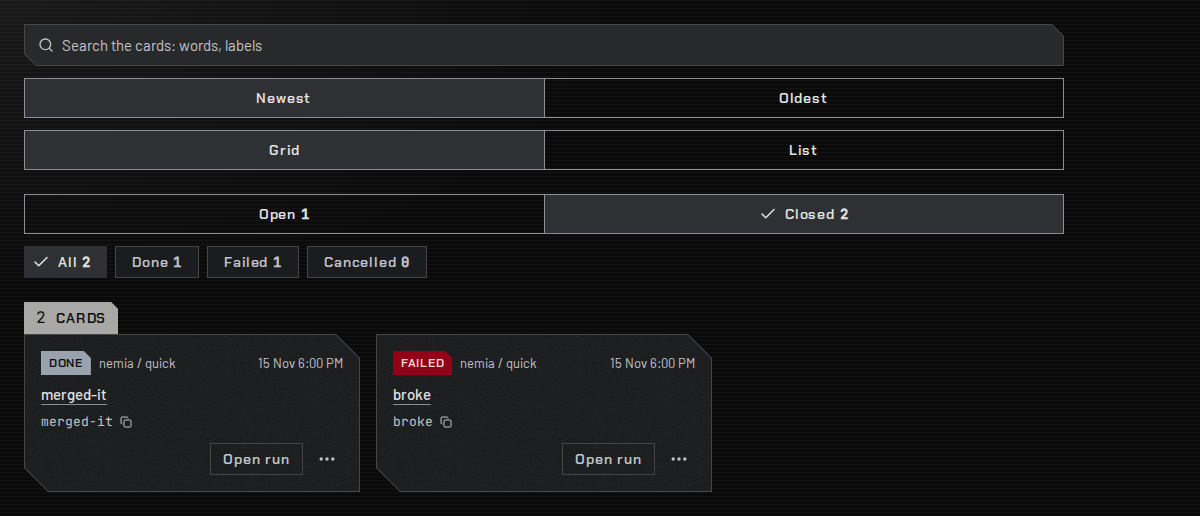 Search the cards: words, labels
Newest Oldest
Grid List
Open 1 Closed 2
All 2 Done 1 Failed 1 Cancelled 0
2 CARDS
DONE nemia / quick 15 Nov 6:00 PM
merged-it
merged-it
Open run
FAILED nemia / quick 15 Nov 6:00 PM
broke
broke
Open run